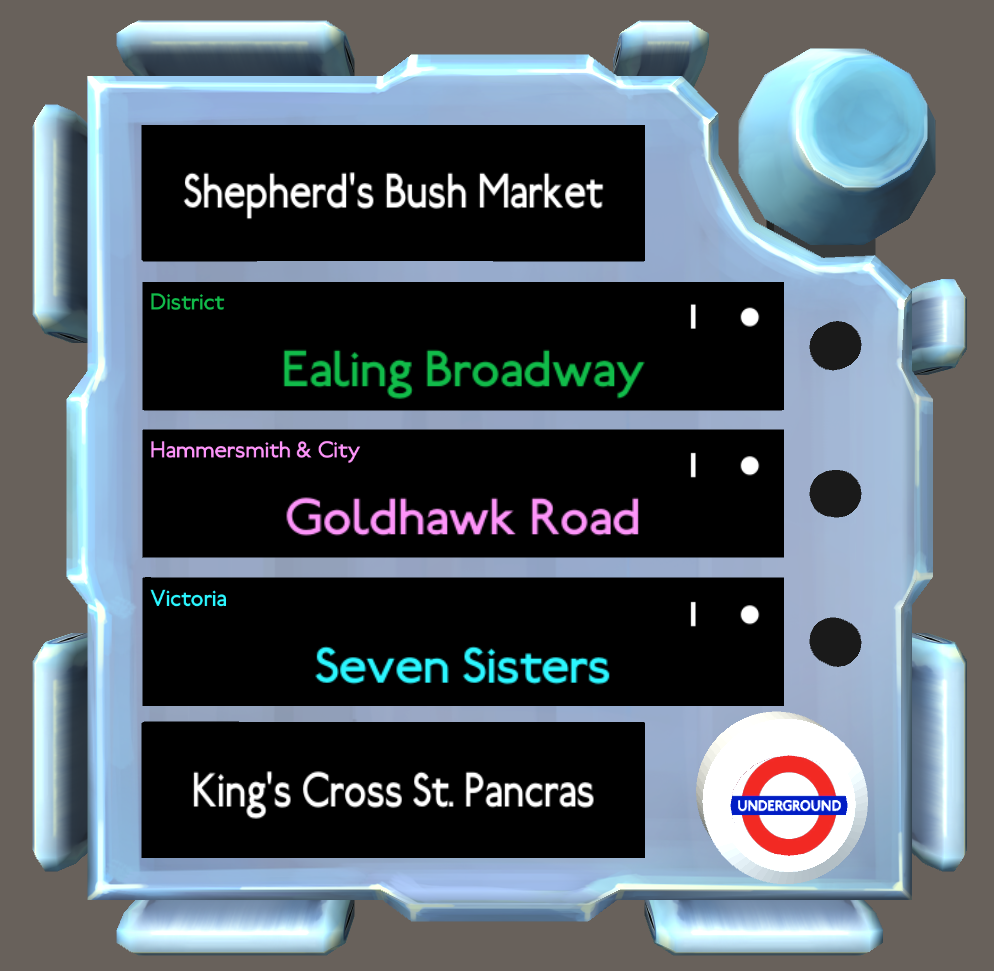 Shepherd's Bush Market
District
Ealing Broadway
Hammersmith & City
Goldhawk Road
Victoria
Seven Sisters
King's Cross St. Pancras
UNDERGROUND